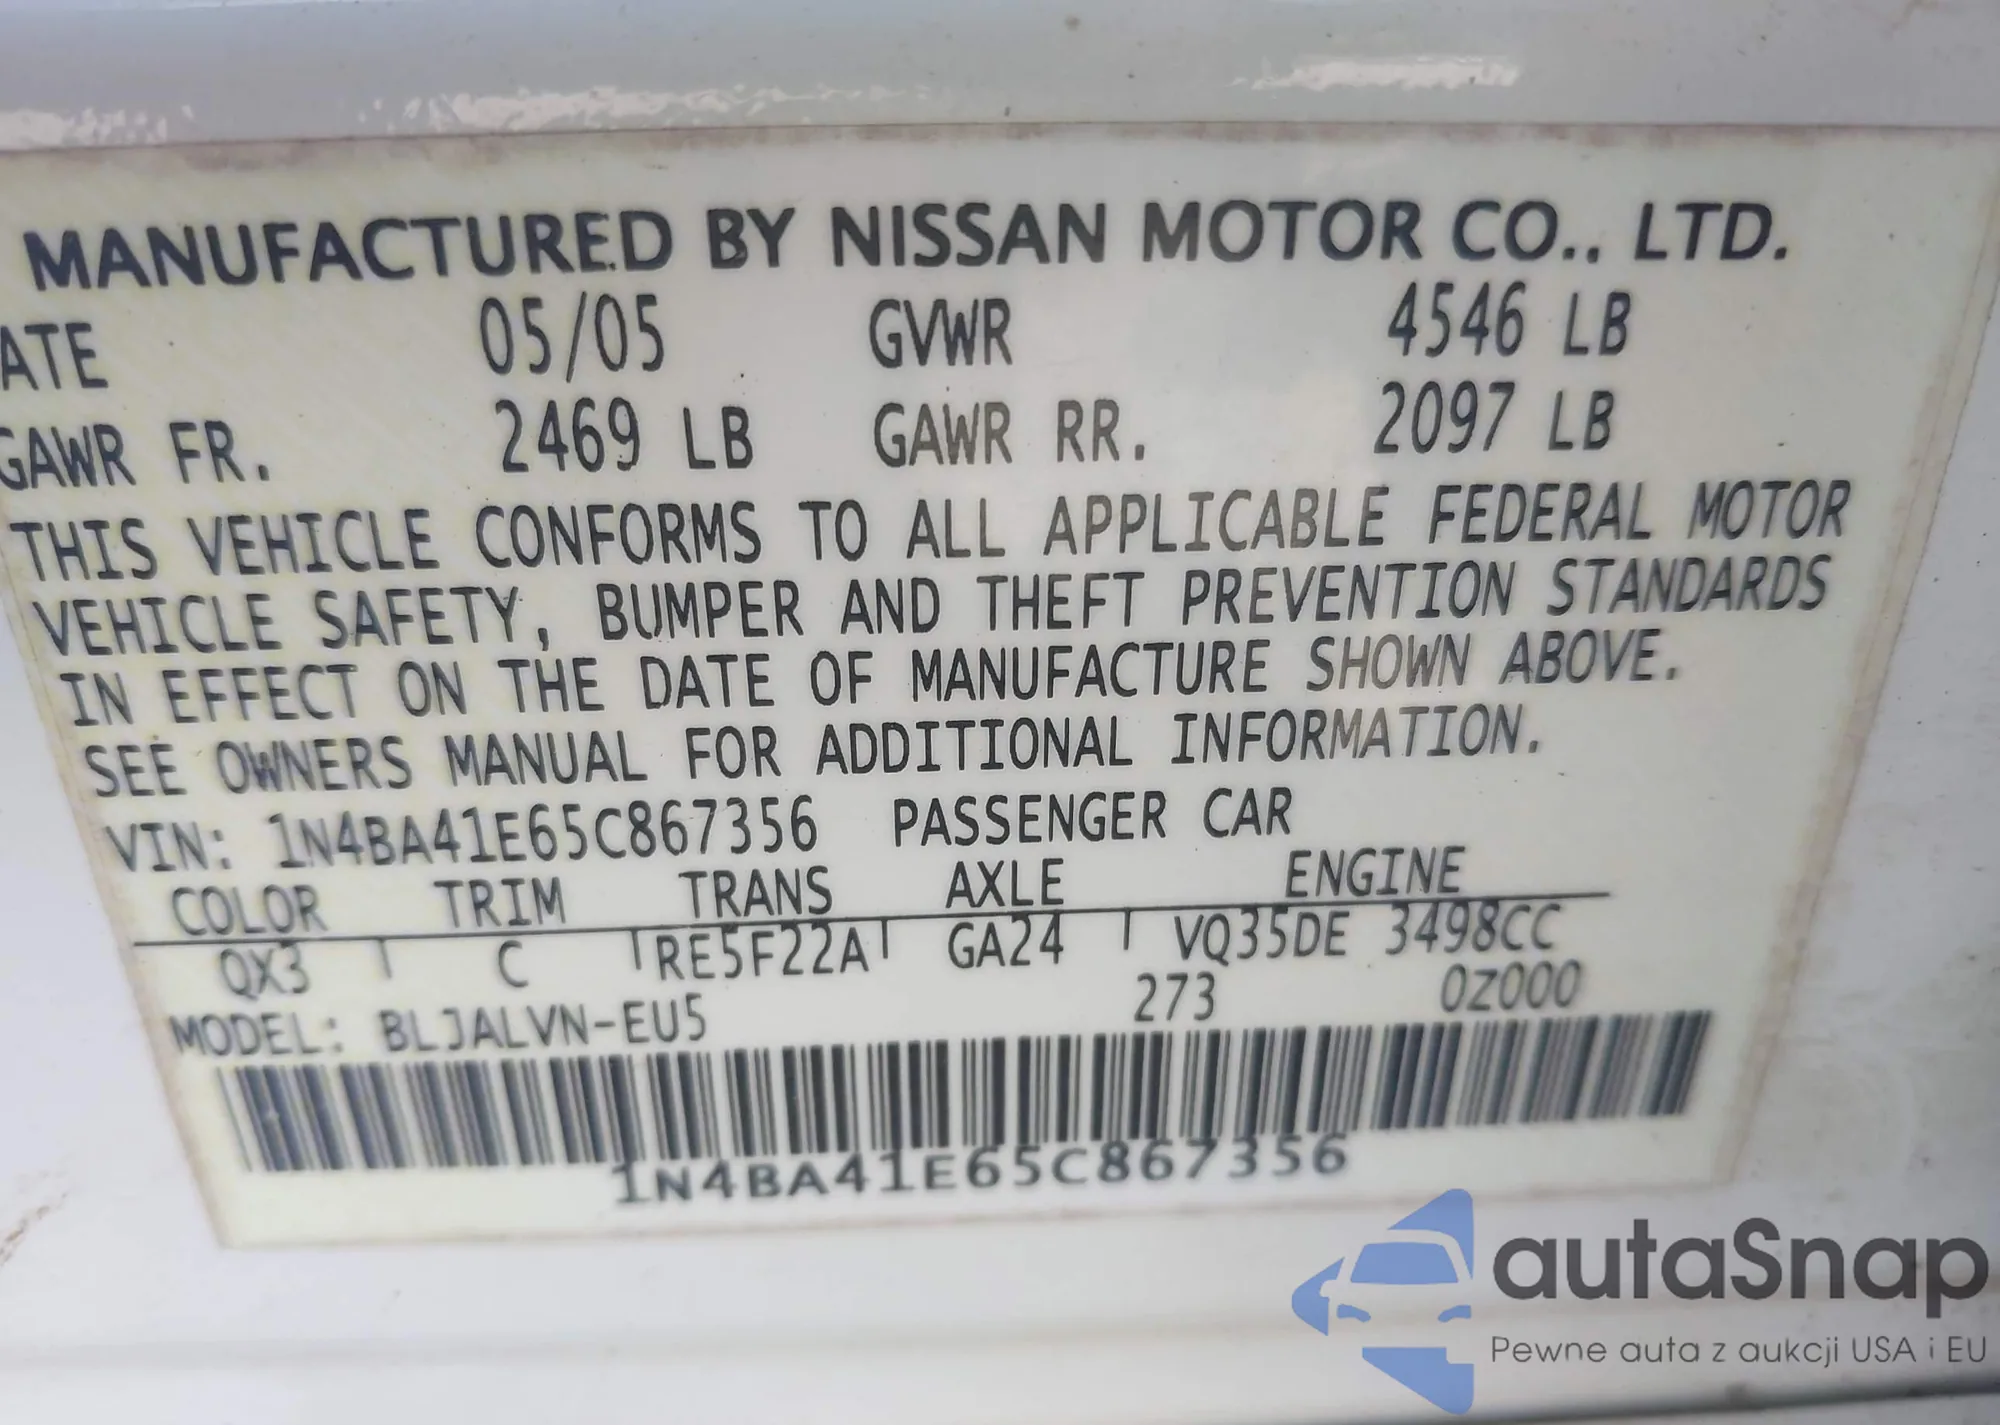 MANUFACTURED BY NISSAN MOTOR CO., LTD.
ATE 05/05 GVWR 4546 LB
GAWR FR. 2469 LB GAWR RR. 2097 LB
THIS VEHICLE CONFORMS TO ALL APPLICABLE FEDERAL MOTOR
VEHICLE SAFETY, BUMPER AND THEFT PREVENTION STANDARDS
IN EFFECT ON THE DATE OF MANUFACTURE SHOWN ABOVE.
SEE OWNERS MANUAL FOR ADDITIONAL INFORMATION.
VIN: 1N4BA41E65C867356 PASSENGER CAR
COLOR TRIM TRANS AXLE ENGINE
QX3 C RE5F22A GA24 VQ35DE 3498CC
273 0Z000
MODEL: BLJALVN-EU5
1N4BA41E65C867356
autaSnap
Pewne auta z aukcji USA i EU